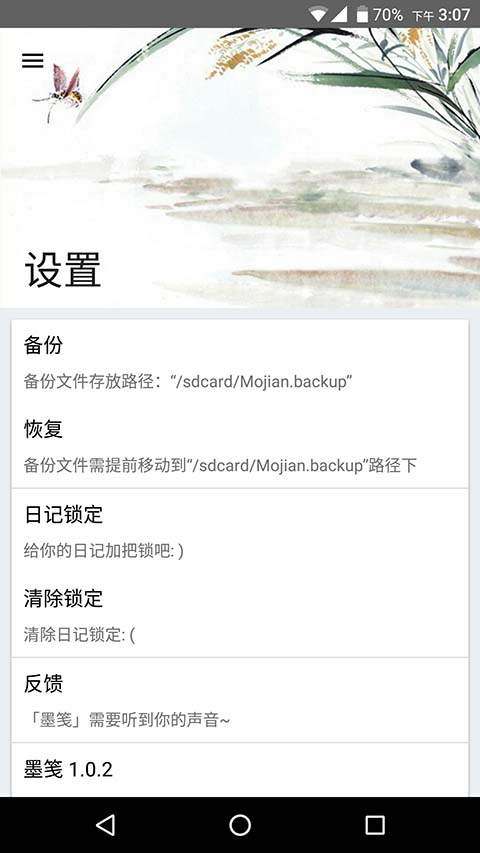 70% 下午 3:07
设置
备份
备份文件存放路径：“/sdcard/Mojian.backup”
恢复
备份文件需提前移动到“/sdcard/Mojian.backup”路径下
日记锁定
给你的日记加把锁吧: )
清除锁定
清除日记锁定: (
反馈
「墨笺」需要听到你的声音~
墨笺 1.0.2